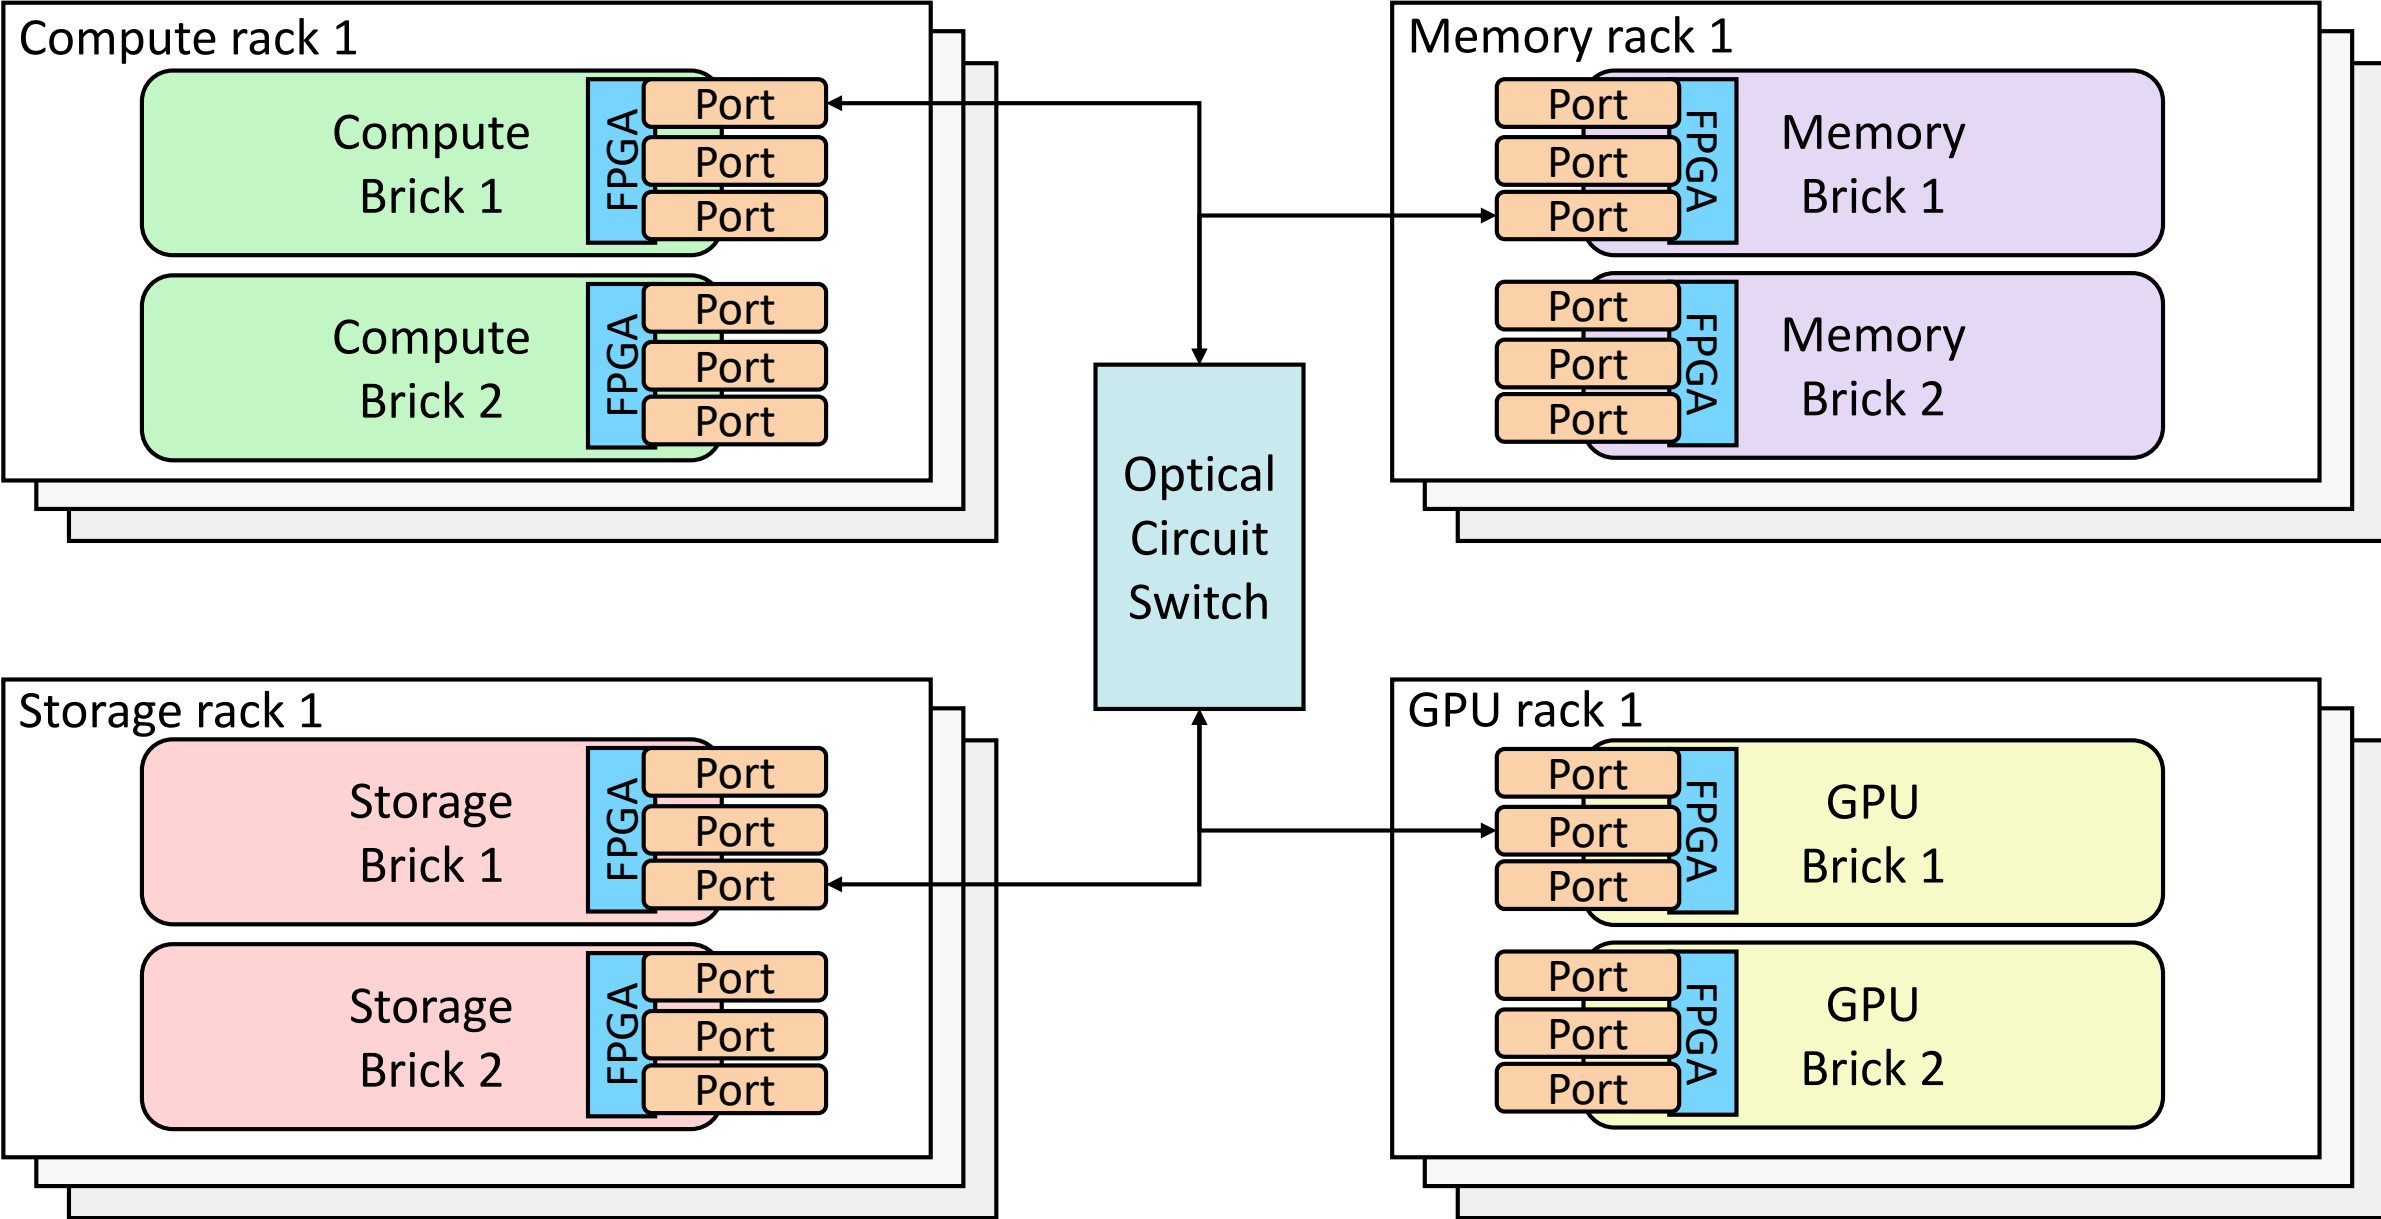 Compute rack 1
Compute
Brick 1
FPGA
Port
Port
Port
Compute
Brick 2
FPGA
Port
Port
Port
Memory rack 1
Port
Port
Port
FPGA
Memory
Brick 1
Port
Port
Port
FPGA
Memory
Brick 2
Optical
Circuit
Switch
Storage rack 1
Storage
Brick 1
FPGA
Port
Port
Port
Storage
Brick 2
FPGA
Port
Port
Port
GPU rack 1
Port
Port
Port
FPGA
GPU
Brick 1
Port
Port
Port
FPGA
GPU
Brick 2